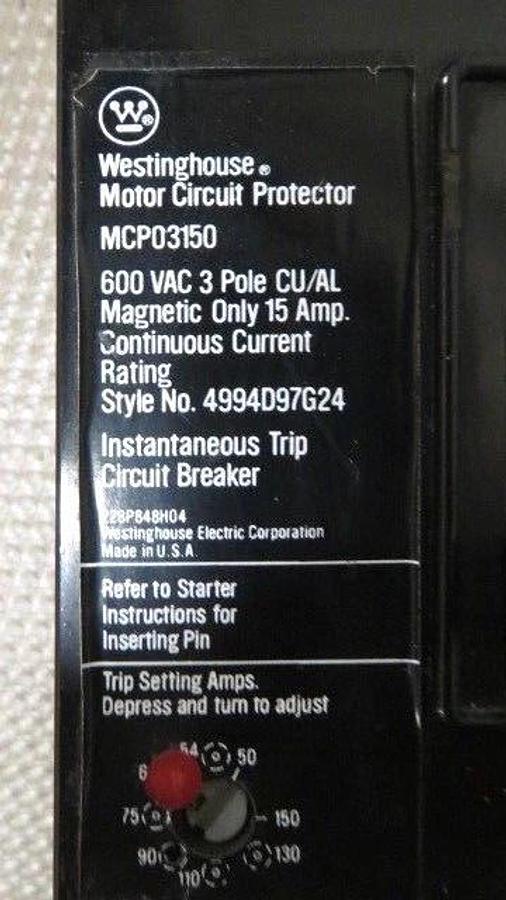 W®
Westinghouse®
Motor Circuit Protector
MCP03150
600 VAC 3 Pole CU/AL
Magnetic Only 15 Amp.
Continuous Current
Rating
Style No. 4994D97G24
Instantaneous Trip
Circuit Breaker
Westinghouse Electric Corporation
Made in U.S.A.
Refer to Starter
Instructions for
Inserting Pin
Trip Setting Amps.
Depress and turn to adjust
54 50
75 150
90 130
110